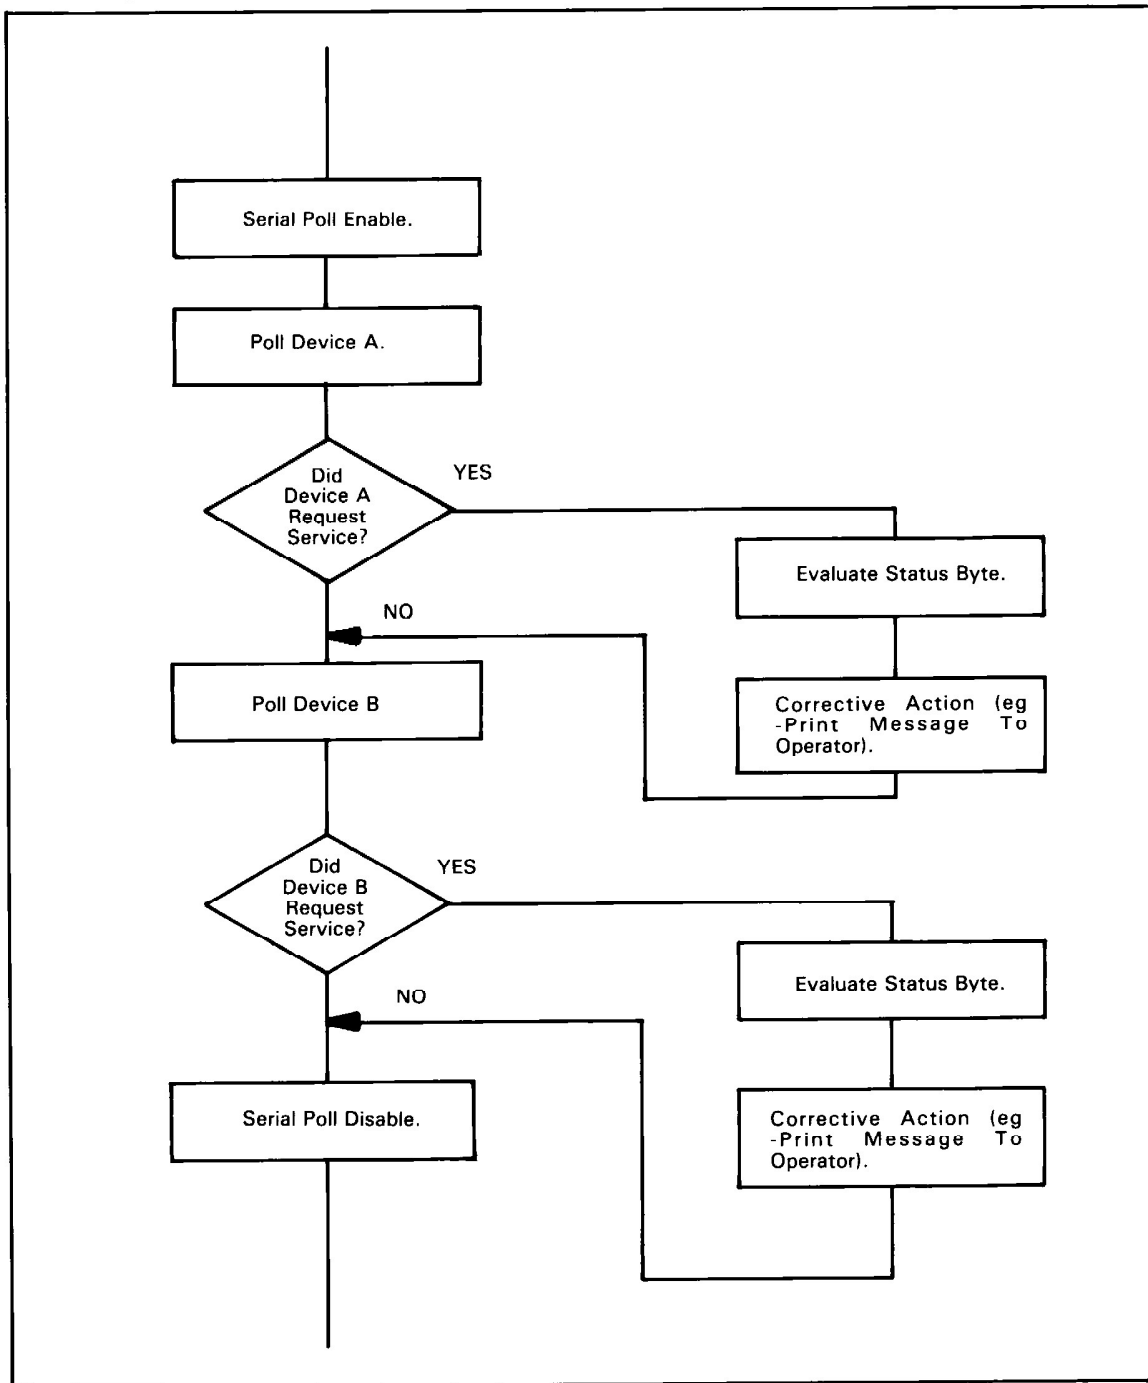 Serial Poll Enable.
Poll Device A.
Did
Device A
Request
Service?
YES
Evaluate Status Byte.
NO
Corrective Action (eg
-Print Message To
Operator).
Poll Device B
Did
Device B
Request
Service?
YES
Evaluate Status Byte.
NO
Corrective Action (eg
-Print Message To
Operator).
Serial Poll Disable.